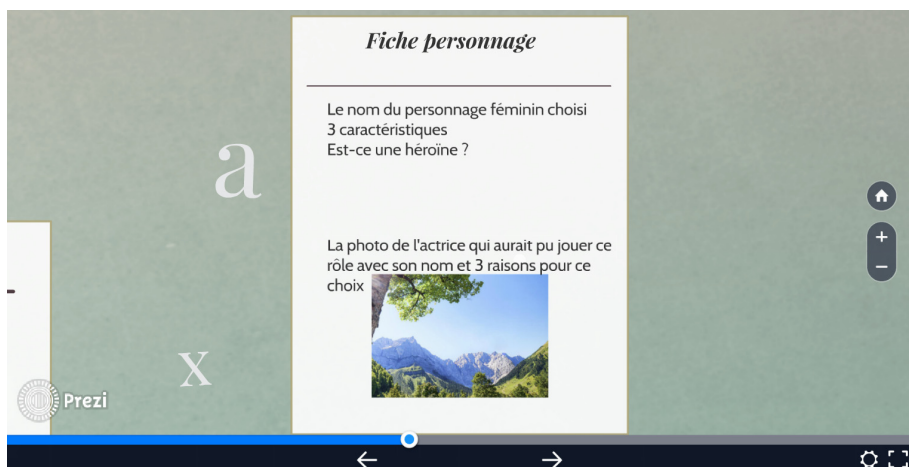 Fiche personnage
Le nom du personnage féminin choisi
3 caractéristiques
Est-ce une héroïne ?
a
La photo de l'actrice qui aurait pu jouer ce
rôle avec son nom et 3 raisons pour ce
choix
x
Prezi